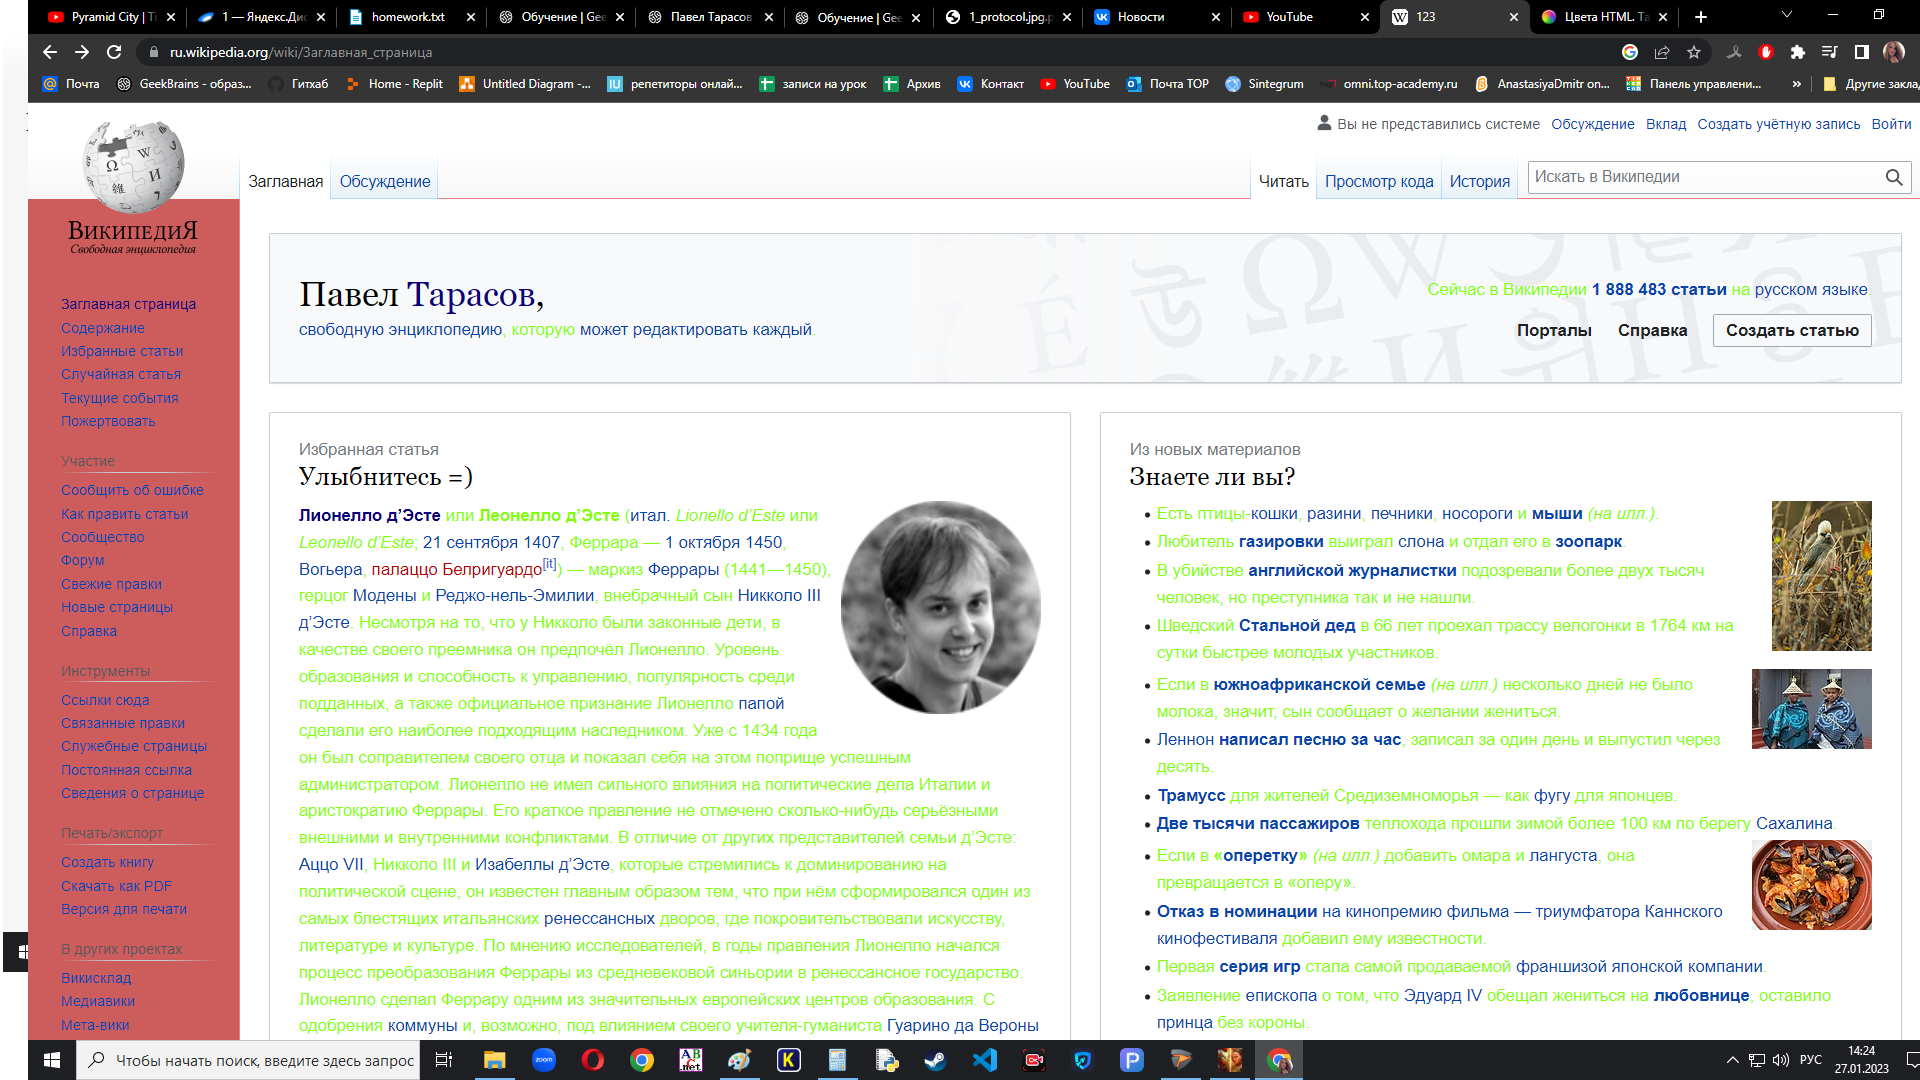 Pyramid City | Ti
1 — Яндекс.Дис
homework.txt
Обучение | Gee
Павел Тарасов
Обучение | Gee
1_protocol.jpg.p
Новости
YouTube
123
Цвета HTML. Та
ru.wikipedia.org/wiki/Заглавная_страница
Почта
GeekBrains - образ...
Гитхаб
Home - Replit
Untitled Diagram -...
репетиторы онлай...
записи на урок
Архив
Контакт
YouTube
Почта TOP
Sintegrum
omni.top-academy.ru
AnastasiyaDmitr on...
Панель управлени...
»
Другие закла
Вы не представились системе Обсуждение Вклад Создать учётную запись Войти
Заглавная Обсуждение
Читать Просмотр кода История
Искать в Википедии
ВикипедиЯ
Свободная энциклопедия
Заглавная страница
Содержание
Избранные статьи
Случайная статья
Текущие события
Пожертвовать
Участие
Сообщить об ошибке
Как править статьи
Сообщество
Форум
Свежие правки
Новые страницы
Справка
Инструменты
Ссылки сюда
Связанные правки
Служебные страницы
Постоянная ссылка
Сведения о странице
Печать/экспорт
Создать книгу
Скачать как PDF
Версия для печати
В других проектах
Викисклад
Медиавики
Мета-вики
Павел Тарасов,
свободную энциклопедию, которую может редактировать каждый.
Сейчас в Википедии 1 888 483 статьи на русском языке.
Порталы Справка Создать статью
Избранная статья
Улыбнитесь =)
Лионелло д’Эсте или Леонелло д’Эсте (итал. Lionello d’Este или
Leonello d’Este; 21 сентября 1407, Феррара — 1 октября 1450,
Вогьера, палаццо Белригуардо[it]) — маркиз Феррары (1441—1450),
герцог Модены и Реджо-нель-Эмилии, внебрачный сын Никколо III
д’Эсте. Несмотря на то, что у Никколо были законные дети, в
качестве своего преемника он предпочёл Лионелло. Уровень
образования и способность к управлению, популярность среди
подданных, а также официальное признание Лионелло папой
сделали его наиболее подходящим наследником. Уже с 1434 года
он был соправителем своего отца и показал себя на этом поприще успешным
администратором. Лионелло не имел сильного влияния на политические дела Италии и
аристократию Феррары. Его краткое правление не отмечено сколько-нибудь серьёзными
внешними и внутренними конфликтами. В отличие от других представителей семьи д’Эсте:
Аццо VII, Никколо III и Изабеллы д’Эсте, которые стремились к доминированию на
политической сцене, он известен главным образом тем, что при нём сформировался один из
самых блестящих итальянских ренессансных дворов, где покровительствовали искусству,
литературе и культуре. По мнению исследователей, в годы правления Лионелло начался
процесс преобразования Феррары из средневековой синьории в ренессансное государство.
Лионелло сделал Феррару одним из значительных европейских центров образования. С
одобрения коммуны и, возможно, под влиянием своего учителя-гуманиста Гуарино да Вероны
Из новых материалов
Знаете ли вы?
Есть птицы-кошки, разини, печники, носороги и мыши (на илл.).
Любитель газировки выиграл слона и отдал его в зоопарк.
В убийстве английской журналистки подозревали более двух тысяч
человек, но преступника так и не нашли.
Шведский Стальной дед в 66 лет проехал трассу велогонки в 1764 км на
сутки быстрее молодых участников.
Если в южноафриканской семье (на илл.) несколько дней не было
молока, значит, сын сообщает о желании жениться.
Леннон написал песню за час, записал за один день и выпустил через
десять.
Трамусс для жителей Средиземноморья — как фугу для японцев.
Две тысячи пассажиров теплохода прошли зимой более 100 км по берегу Сахалина.
Если в «оперетку» (на илл.) добавить омара и лангуста, она
превращается в «оперу».
Отказ в номинации на кинопремию фильма — триумфатора Каннского
кинофестиваля добавил ему известности.
Первая серия игр стала самой продаваемой франшизой японской компании.
Заявление епископа о том, что Эдуард IV обещал жениться на любовнице, оставило
принца без короны.
Чтобы начать поиск, введите здесь запрос
РУС
14:24
27.01.2023